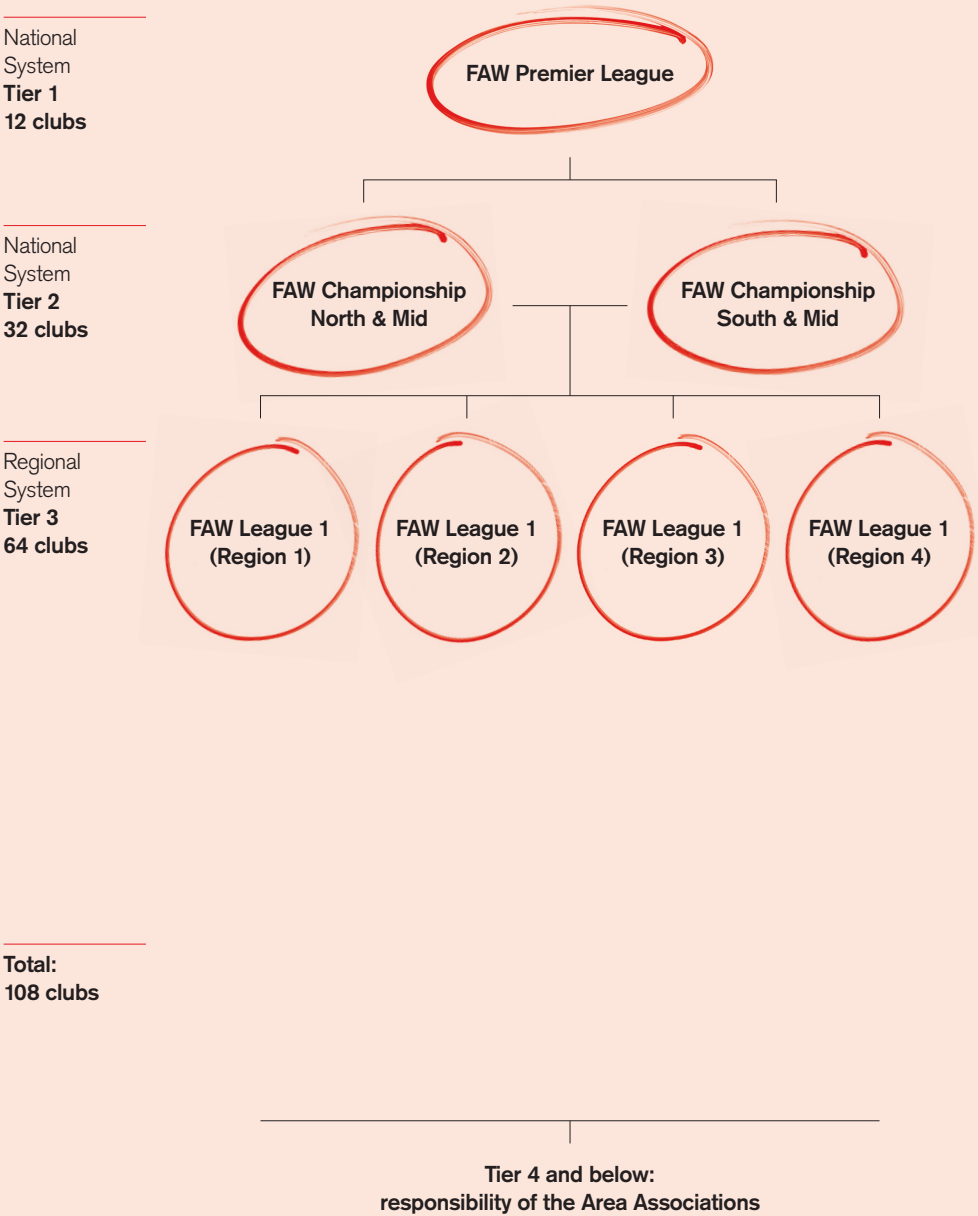 National
System
Tier 1
12 clubs
FAW Premier League
National
System
Tier 2
32 clubs
FAW Championship
North & Mid
FAW Championship
South & Mid
Regional
System
Tier 3
64 clubs
FAW League 1
(Region 1)
FAW League 1
(Region 2)
FAW League 1
(Region 3)
FAW League 1
(Region 4)
Total:
108 clubs
Tier 4 and below:
responsibility of the Area Associations